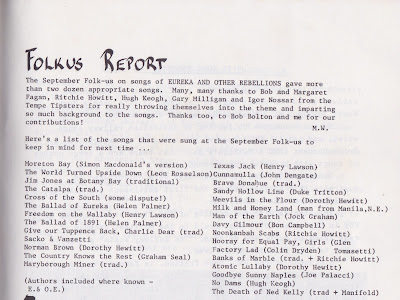 FOLKUS REPORT
The September Folk-us on songs of EUREKA AND OTHER REBELLIONS gave more
than two dozen appropriate songs. Many, many thanks to Bob and Margaret
Fagan, Ritchie Howitt, Hugh Keogh, Gary Milligan and Igor Nossar from the
Tempe Tipsters for really throwing themselves into the theme and imparting
so much background to the songs. Thanks too, to Bob Bolton and me for our
contributions!
M.W.
Here's a list of the songs that were sung at the September Folk-us to
keep in mind for next time ...
Moreton Bay (Simon Macdonald's version)
The World Turned Upside Down (Leon Rosselson)
Jim Jones at Botany Bay (traditional)
The Catalpa (trad.)
Cross of the South (some dispute!)
The Ballad of Eureka (Helen Palmer)
Freedom on the Wallaby (Henry Lawson)
The Ballad of 1891 (Helen Palmer)
Give our Tuppence Back, Charlie Dear (trad)
Sacko & Vanzetti
Norman Brown (Dorothy Hewitt)
The Country Knows the Rest (Graham Seal)
Maryborough Miner (trad.)
(Authors included where known -
E.& O.E.)
Texas Jack (Henry Lawson)
Cunnamulla (John Dengate)
Brave Donahue (trad.)
Sandy Hollow Line (Duke Tritton)
Weevils in the Flour (Dorothy Hewitt)
Milk and Honey Land (man from Manila,N.E.)
Man of the Earth (Jock Graham)
Davy Gilmour (Bon Campbell)
Noonkanbah Scabs (Ritchie Howitt)
Hooray for Equal Pay, Girls (Glen
Factory Lad (Colin Dryden) Tomasetti)
Banks of Marble (trad. + Ritchie Howitt)
Atomic Lullaby (Dorothy Hewitt)
Goodbye Sunny Naples (Joe Palacci)
No Dams (Hugh Keogh)
The Death of Ned Kelly (trad + Manifold)